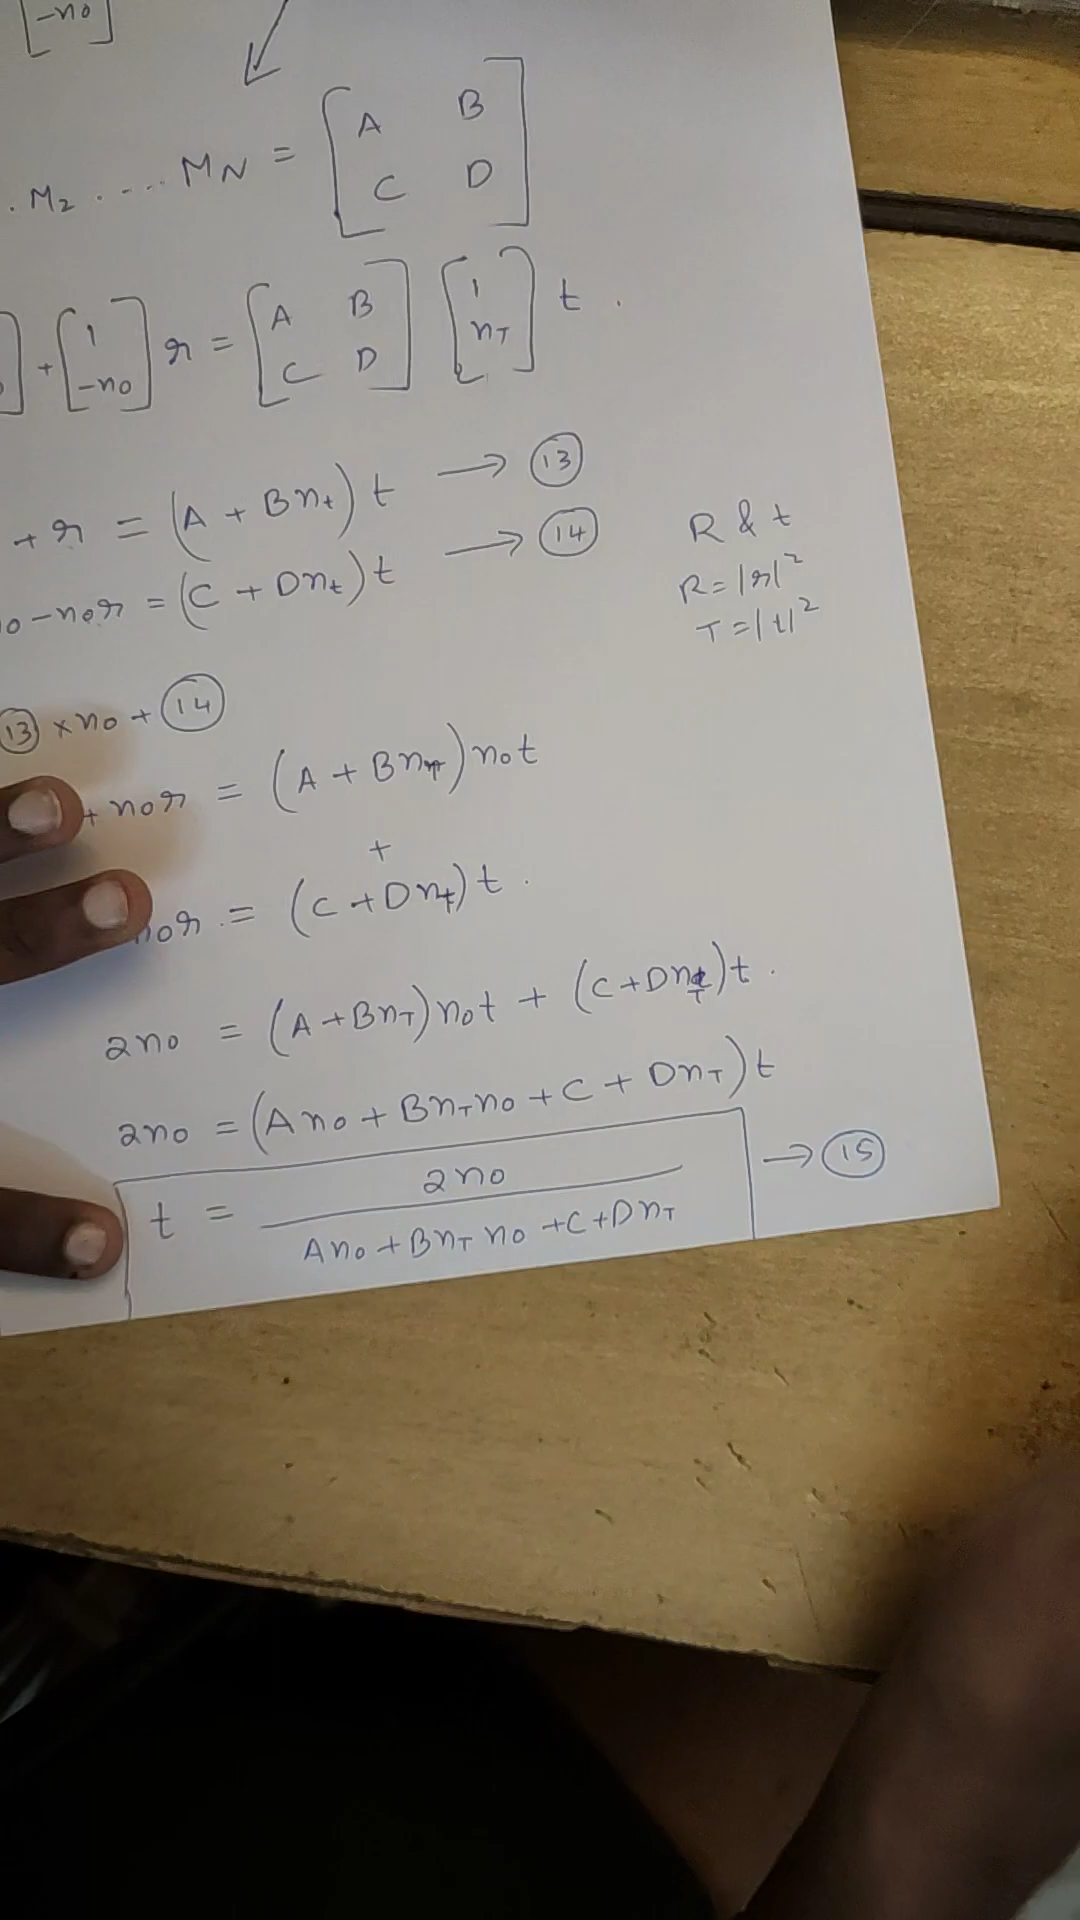 [-n0]
. M2 ..... MN = [A B
C D]
] + [1
-n0] r = [A B
C D] [1
nT] t .
+ r = (A + Bnt) t → 13
0 - n0r = (C + Dnt) t → 14
R & t
R = |r|²
T = |t|²
13 × n0 + 14
+ n0r = (A + BnT) n0t
+
n0r = (C + Dnt) t .
2n0 = (A + BnT) n0t + (C + DnT) t .
2n0 = (An0 + BnTn0 + C + DnT) t
t = 2n0
An0 + BnT n0 + C + DnT → 15